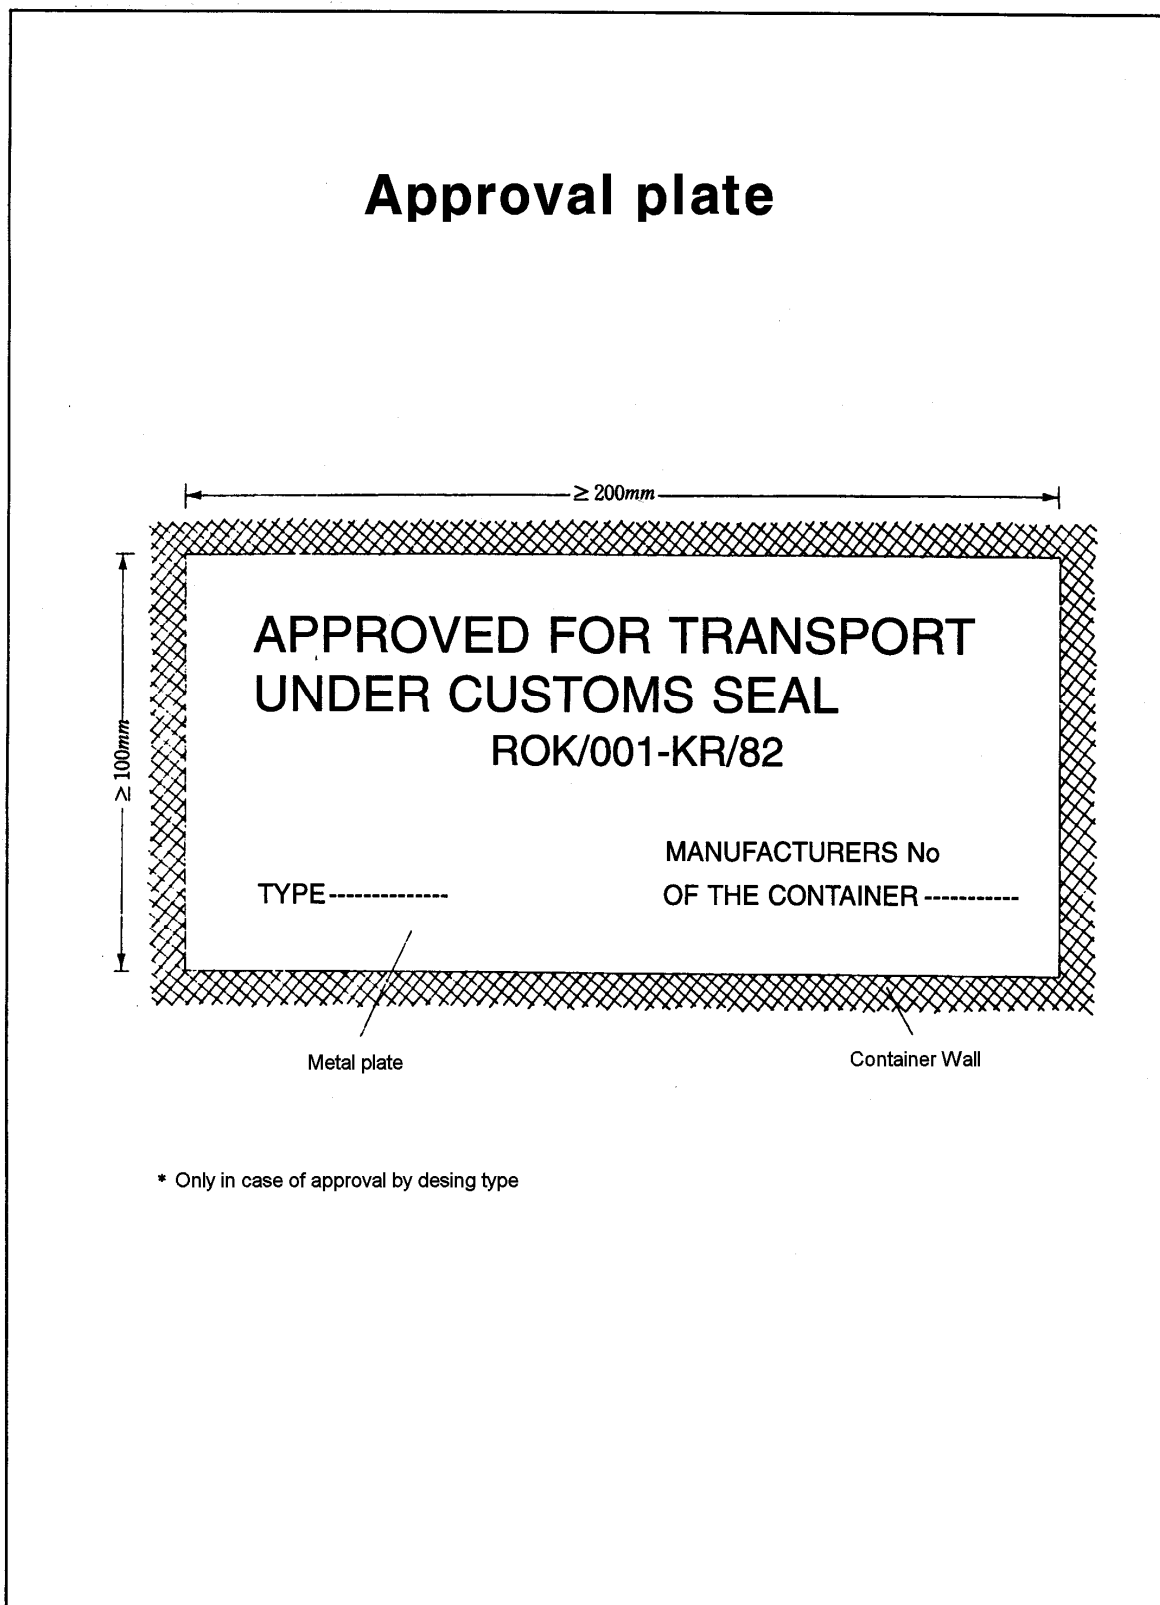 Approval plate
≥ 200mm
≥ 100mm
APPROVED FOR TRANSPORT
UNDER CUSTOMS SEAL
ROK/001-KR/82
MANUFACTURERS No
TYPE--------------
OF THE CONTAINER -----------
Metal plate
Container Wall
* Only in case of approval by desing type